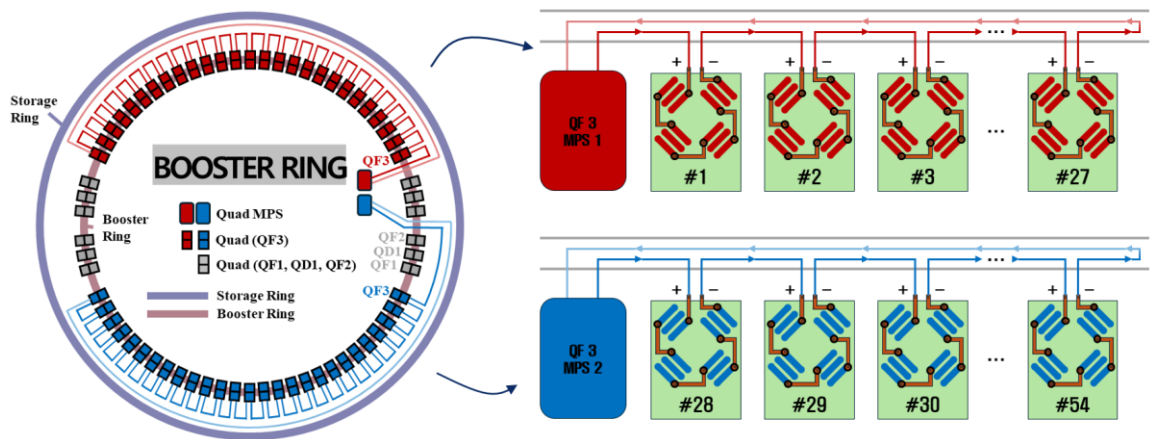 Storage
Ring
BOOSTER RING
QF3
Quad MPS
Booster
Ring
Quad (QF3)
QF2
QD1
QF1
Quad (QF1, QD1, QF2)
QF3
Storage Ring
Booster Ring
...
+ − + − + − + −
QF 3
MPS 1
...
#1 #2 #3 #27
...
+ − + − + − + −
QF 3
MPS 2
...
#28 #29 #30 #54